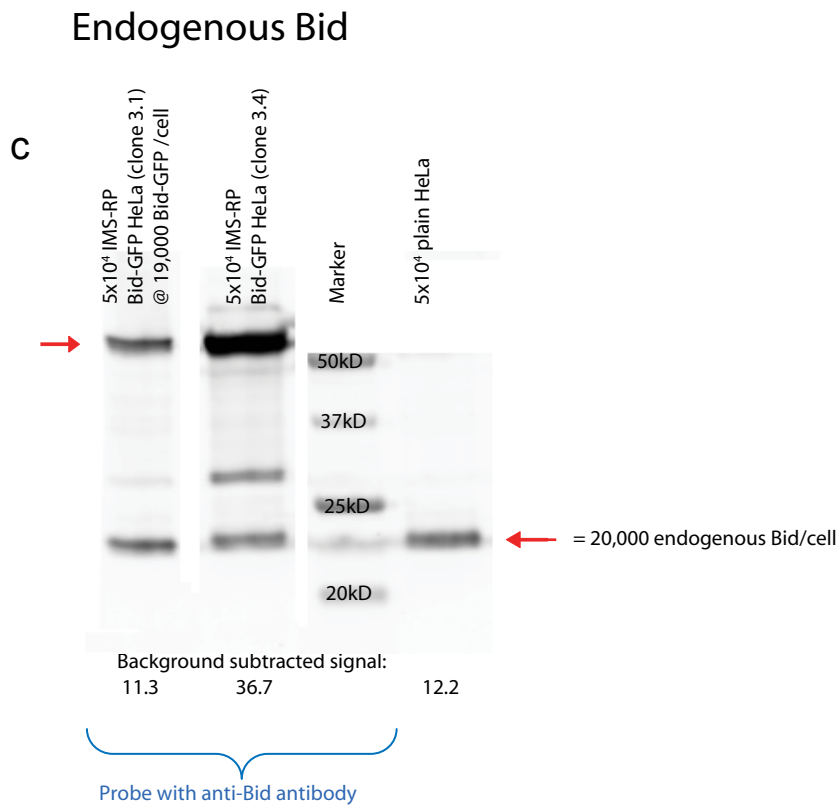 Endogenous Bid
C
5x10⁴ IMS-RP
Bid-GFP HeLa (clone 3.1)
@ 19,000 Bid-GFP /cell
5x10⁴ IMS-RP
Bid-GFP HeLa (clone 3.4)
Marker
5x10⁴ plain HeLa
50kD
37kD
25kD
= 20,000 endogenous Bid/cell
20kD
Background subtracted signal:
11.3 36.7 12.2
Probe with anti-Bid antibody